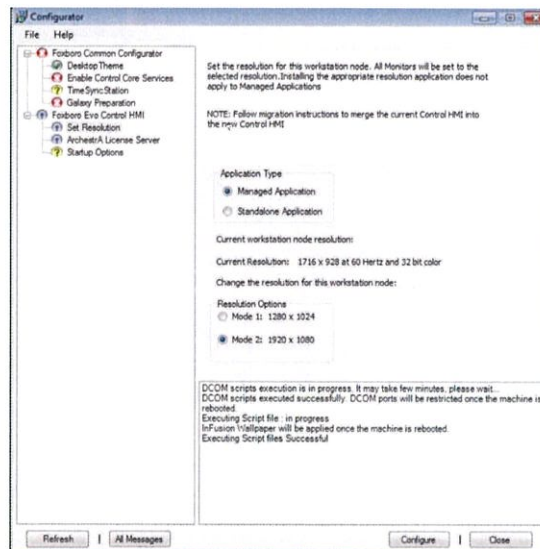 Configurator
File Help
Foxboro Common Configurator
Desktop Theme
Enable Control Core Services
Time Sync Station
Galaxy Preparation
Foxboro Evo Control HMI
Set Resolution
ArchestrA License Server
Startup Options
Set the resolution for this workstation node. All Monitors will be set to the
selected resolution.Installing the appropriate resolution application does not
apply to Managed Applications
NOTE: Follow migration instructions to merge the current Control HMI into
the new Control HMI
Application Type
Managed Application
Standalone Application
Current workstation node resolution:
Current Resolution: 1716 x 928 at 60 Hertz and 32 bit color
Change the resolution for this workstation node:
Resolution Options
Mode 1: 1280 x 1024
Mode 2: 1920 x 1080
DCOM scripts execution is in progress. It may take few minutes, please wait...
DCOM scripts executed successfully. DCOM ports will be restricted once the machine is
rebooted.
Executing Script file : in progress
InFusion Wallpaper will be applied once the machine is rebooted.
Executing Script files Successful
Refresh | All Messages Configure | Close